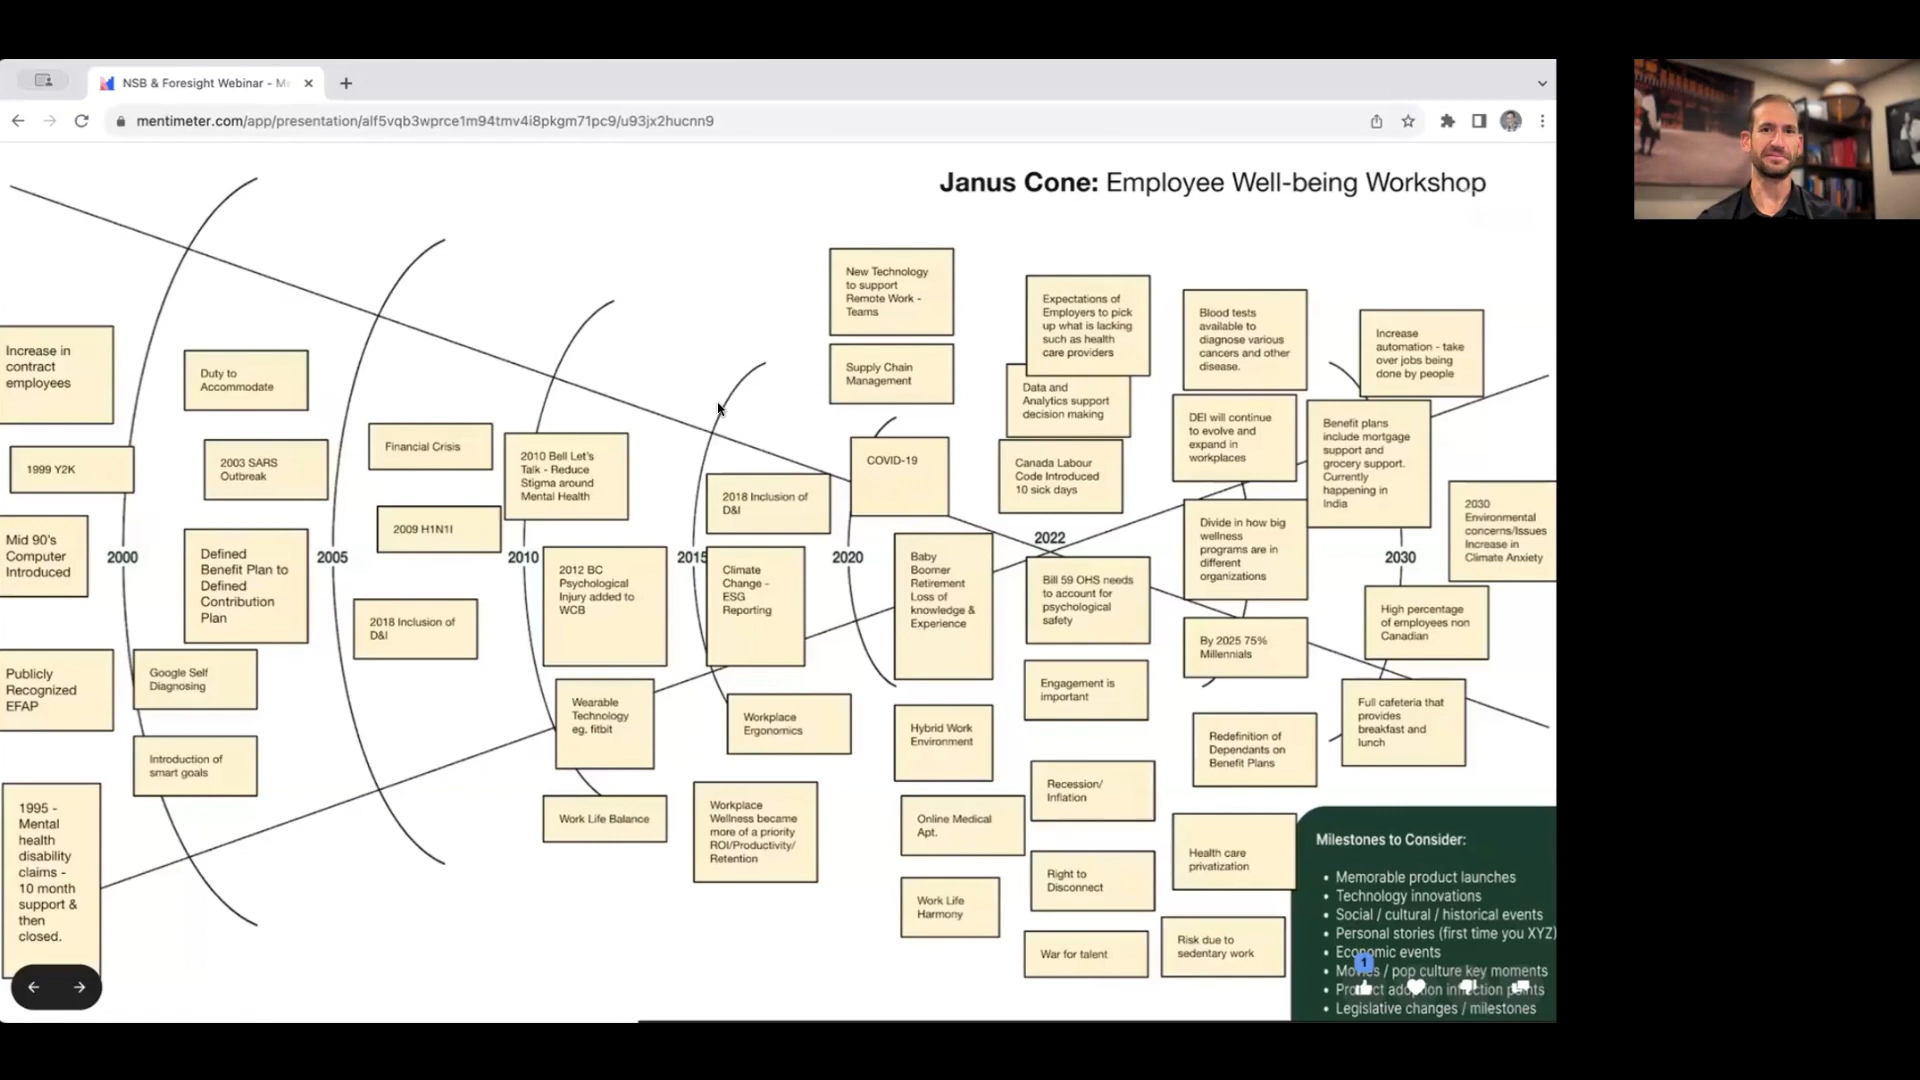 NSB & Foresight Webinar - Me
mentimeter.com/app/presentation/alf5vqb3wprce1m94tmv4i8pkgm71pc9/u93jx2hucnn9
Janus Cone: Employee Well-being Workshop
Increase in
contract
employees
1999 Y2K
Mid 90's
Computer
Introduced
Publicly
Recognized
EFAP
1995 -
Mental
health
disability
claims -
10 month
support &
then
closed.
2000
Duty to
Accommodate
2003 SARS
Outbreak
Defined
Benefit Plan to
Defined
Contribution
Plan
Google Self
Diagnosing
Introduction of
smart goals
2005
Financial Crisis
2009 H1N1I
2018 Inclusion of
D&I
2010 Bell Let's
Talk - Reduce
Stigma around
Mental Health
2010
2012 BC
Psychological
Injury added to
WCB
Wearable
Technology
eg. fitbit
Work Life Balance
2015
2018 Inclusion of
D&I
Climate
Change -
ESG
Reporting
Workplace
Ergonomics
Workplace
Wellness became
more of a priority
ROI/Productivity/
Retention
New Technology
to support
Remote Work -
Teams
Supply Chain
Management
COVID-19
2020
Baby
Boomer
Retirement
Loss of
knowledge &
Experience
Hybrid Work
Environment
Online Medical
Apt.
Work Life
Harmony
Expectations of
Employers to pick
up what is lacking
such as health
care providers
Data and
Analytics support
decision making
Canada Labour
Code Introduced
10 sick days
2022
Bill 59 OHS needs
to account for
psychological
safety
Engagement is
important
Recession/
Inflation
Right to
Disconnect
War for talent
Blood tests
available to
diagnose various
cancers and other
disease.
DEI will continue
to evolve and
expand in
workplaces
Divide in how big
wellness
programs are in
different
organizations
By 2025 75%
Millennials
Redefinition of
Dependants on
Benefit Plans
Health care
privatization
Risk due to
sedentary work
Increase
automation - take
over jobs being
done by people
Benefit plans
include mortgage
support and
grocery support.
Currently
happening in
India
2030
2030
Environmental
concerns/Issues
Increase in
Climate Anxiety
High percentage
of employees non
Canadian
Full cafeteria that
provides
breakfast and
lunch
Milestones to Consider:
• Memorable product launches
• Technology innovations
• Social / cultural / historical events
• Personal stories (first time you XYZ)
• Economic events
1
• Movies / pop culture key moments
• Product adoption inflection points
• Legislative changes / milestones